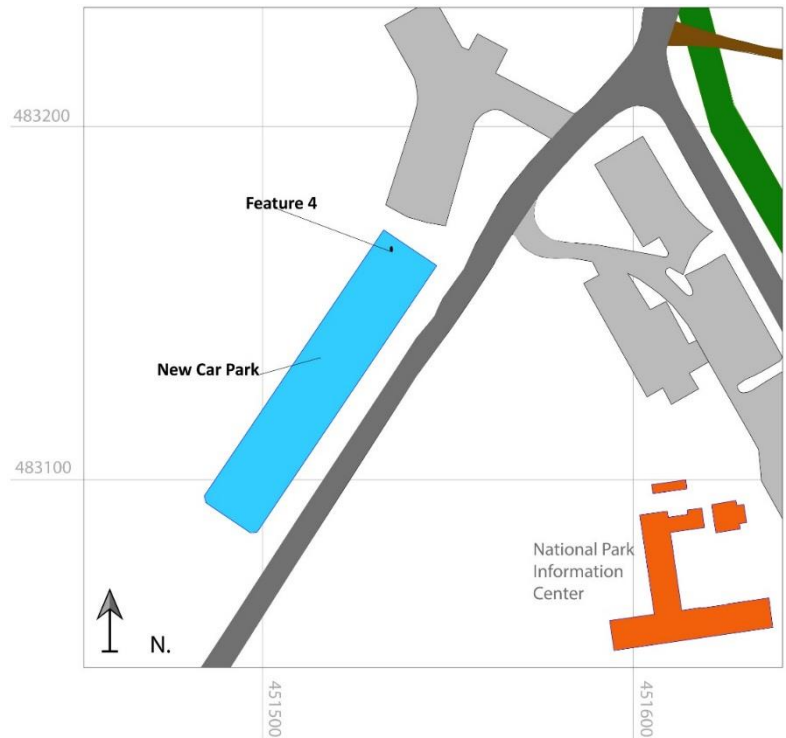 483200
Feature 4
New Car Park
483100
National Park
Information
Center
N.
451500
451600